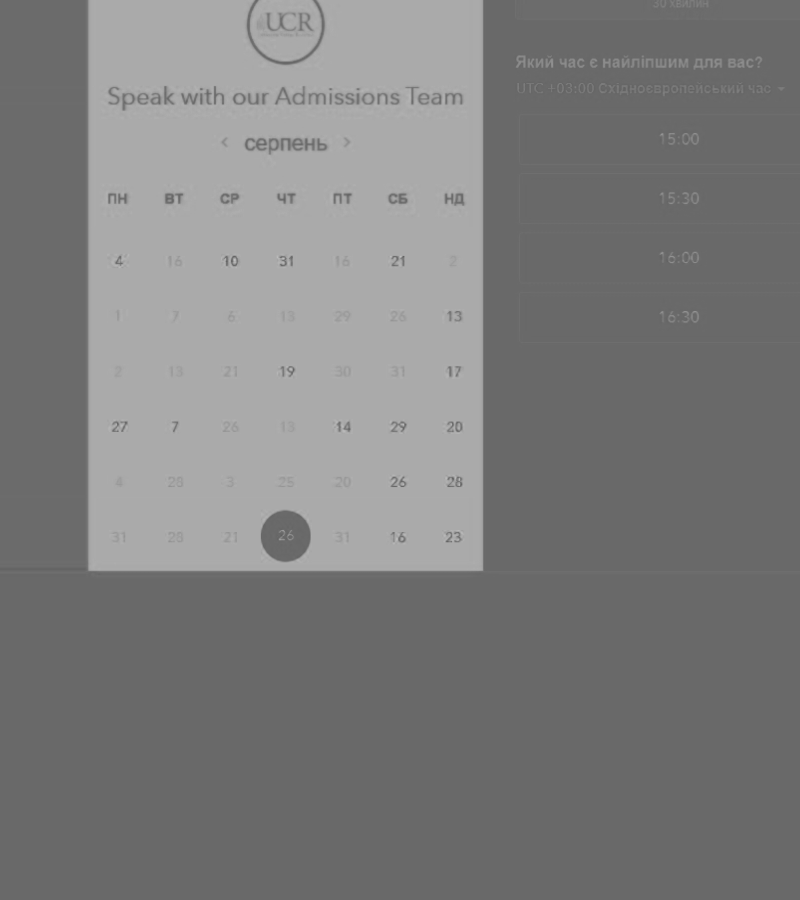 UCR
30 хвилин
Speak with our Admissions Team
< серпень >
ПН ВТ СР ЧТ ПТ СБ НД
4 16 10 31 16 21 2
1 7 6 13 29 26 13
2 13 21 19 30 31 17
27 7 26 13 14 29 20
4 28 3 25 20 26 28
31 28 21 26 31 16 23
Який час є найліпшим для вас?
UTC +03:00 Східноєвропейський час
15:00
15:30
16:00
16:30